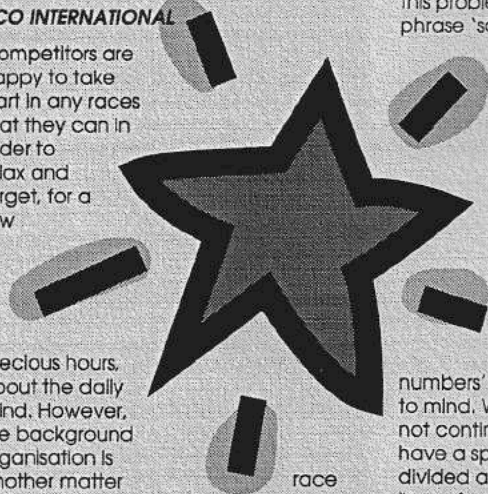 CO INTERNATIONAL
ompetitors are
appy to take
art in any races
at they can in
der to
lax and
rget, for a
w
ecious hours,
bout the daily
ind. However,
e background
ganisation is
nother matter
race
this proble
phrase 'so
numbers'
to mind. W
not contin
have a sp
divided a